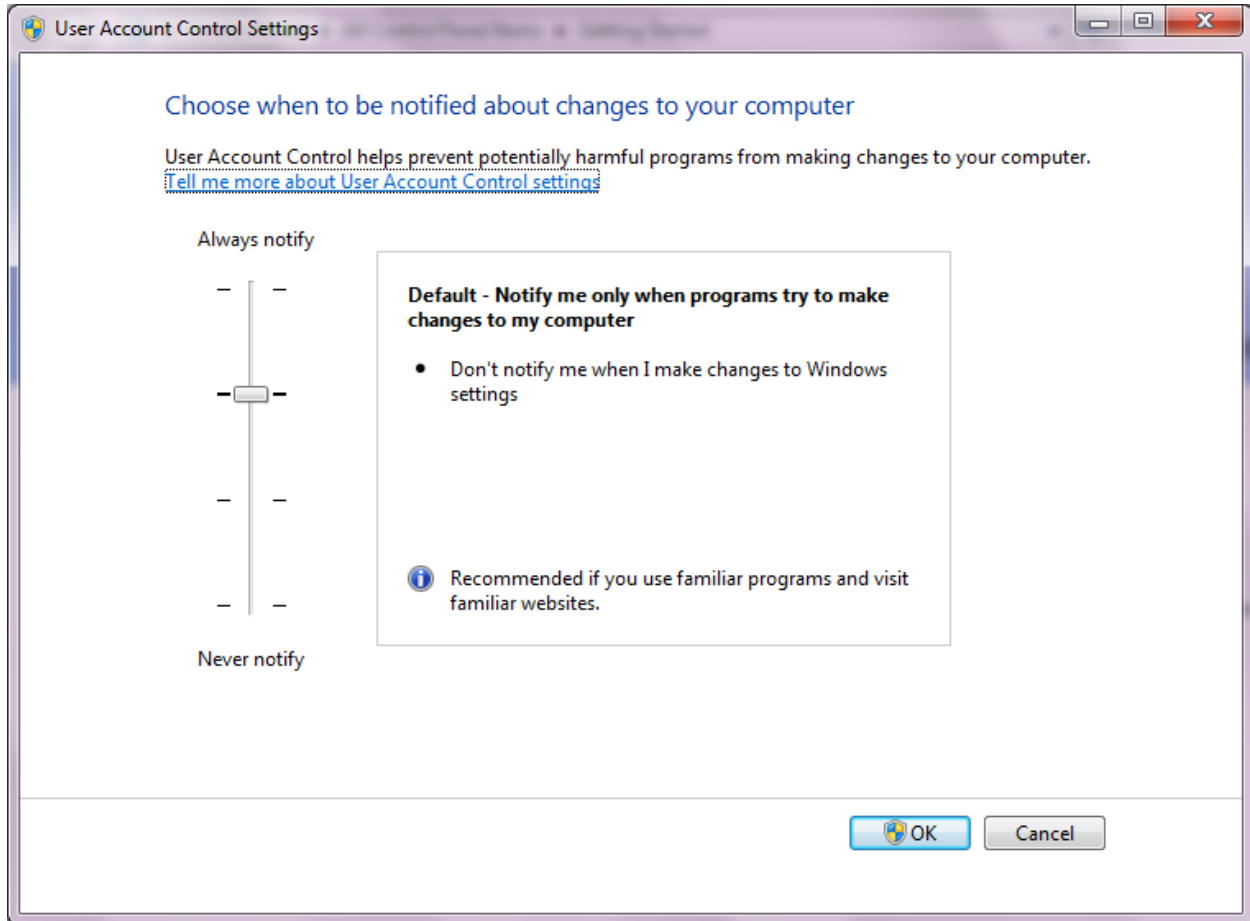 User Account Control Settings
Choose when to be notified about changes to your computer
User Account Control helps prevent potentially harmful programs from making changes to your computer.
Tell me more about User Account Control settings
Always notify
Default - Notify me only when programs try to make
changes to my computer
• Don't notify me when I make changes to Windows
settings
Recommended if you use familiar programs and visit
familiar websites.
Never notify
OK
Cancel